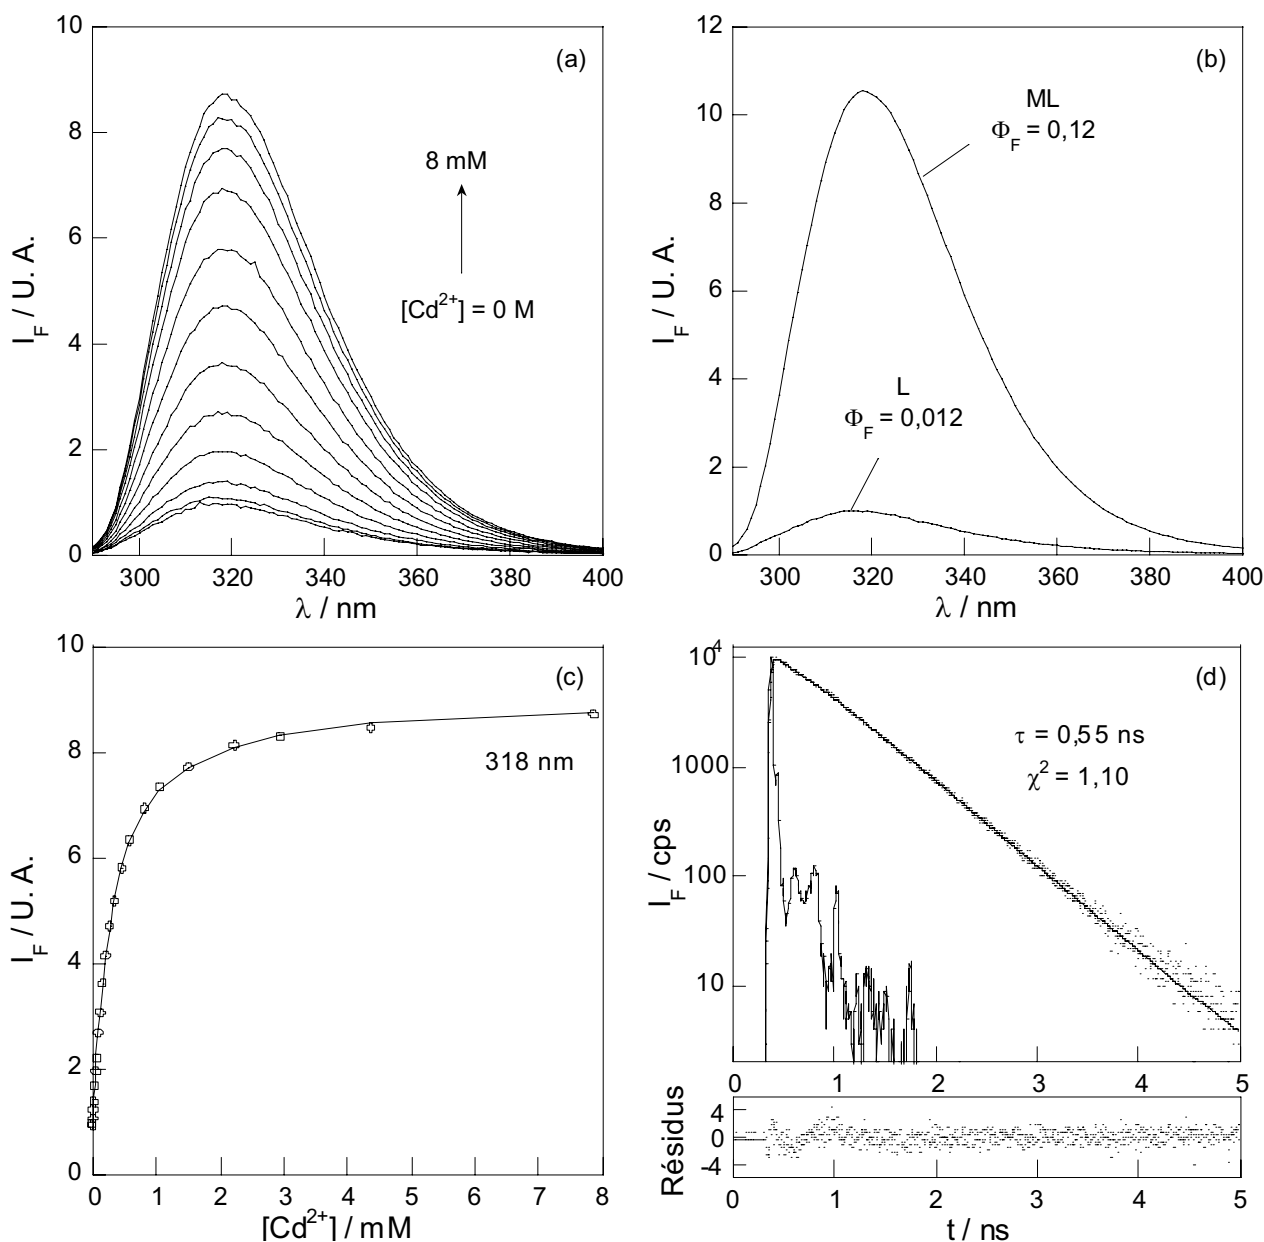 (a)
10
8
6
4
2
0
I_F / U. A.
8 mM
[Cd²⁺] = 0 M
300 320 340 360 380 400
λ / nm
(b)
12
10
8
6
4
2
0
I_F / U. A.
ML
Φ_F = 0,12
L
Φ_F = 0,012
300 320 340 360 380 400
λ / nm
(c)
10
8
6
4
2
0
I_F / U. A.
318 nm
0 1 2 3 4 5 6 7 8
[Cd²⁺] / mM
(d)
10⁴
1000
100
10
I_F / cps
τ = 0,55 ns
χ² = 1,10
0 1 2 3 4 5
Résidus
4
0
-4
0 1 2 3 4 5
t / ns